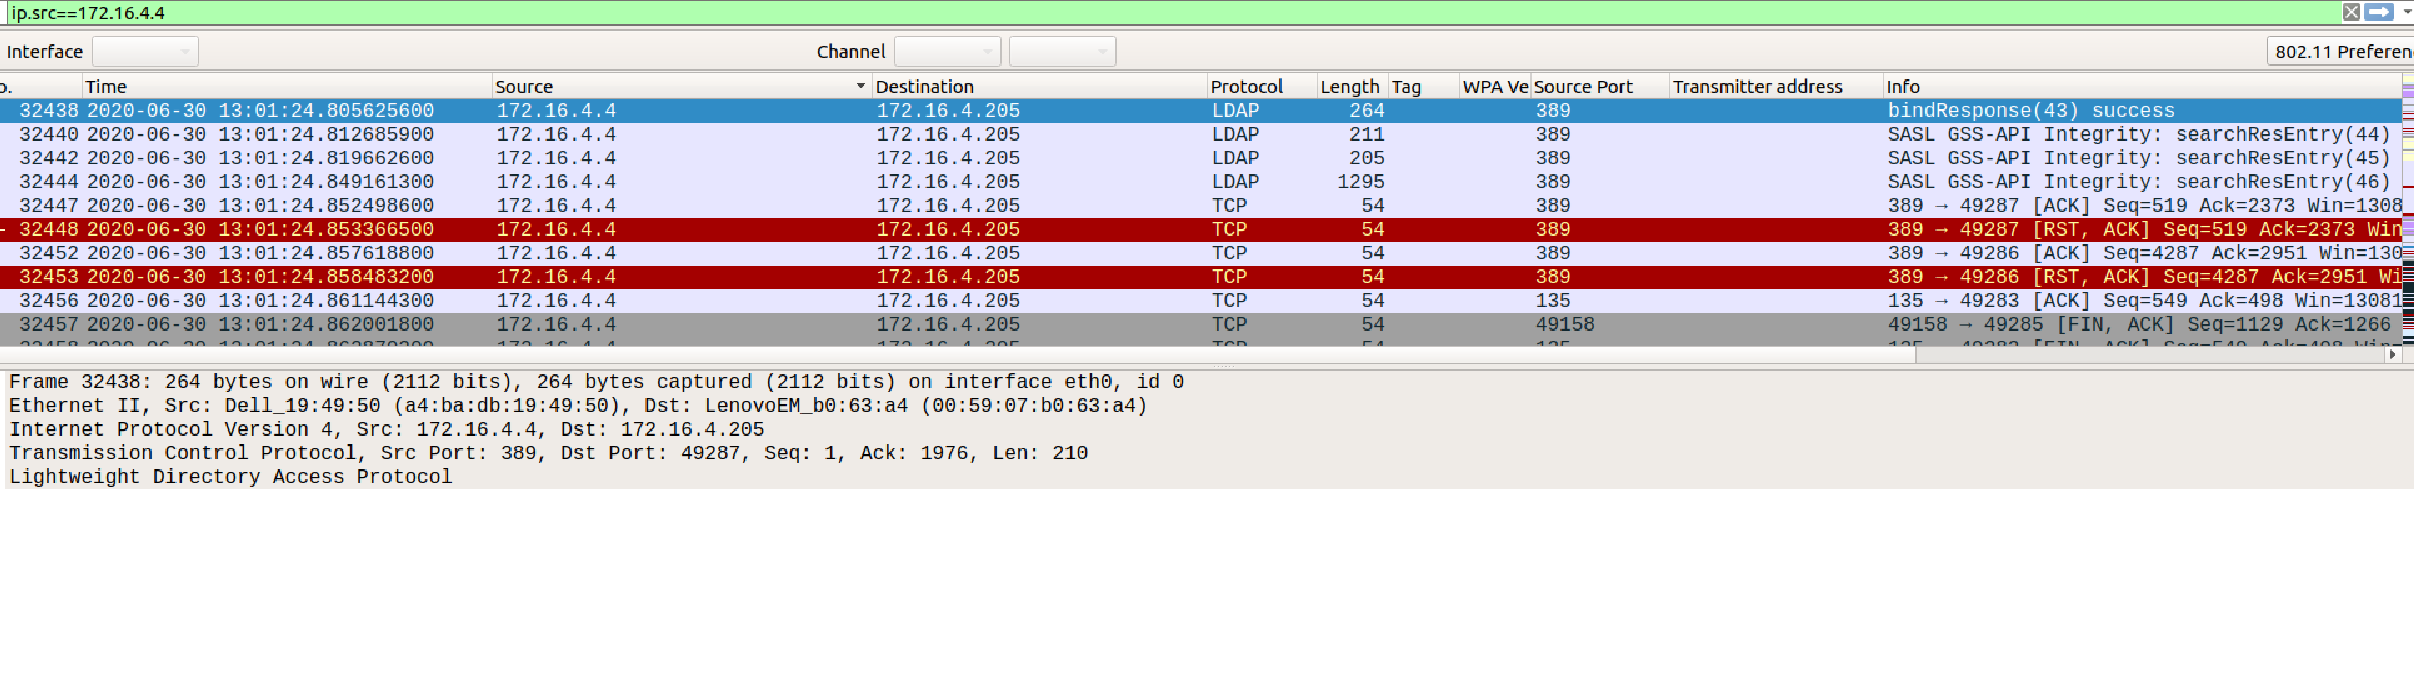 ip.src==172.16.4.4
Interface Channel 802.11 Preferen
o. Time Source Destination Protocol Length Tag WPA Ve Source Port Transmitter address Info
32438 2020-06-30 13:01:24.805625600 172.16.4.4 172.16.4.205 LDAP 264 389 bindResponse(43) success
32440 2020-06-30 13:01:24.812685900 172.16.4.4 172.16.4.205 LDAP 211 389 SASL GSS-API Integrity: searchResEntry(44)
32442 2020-06-30 13:01:24.819662600 172.16.4.4 172.16.4.205 LDAP 205 389 SASL GSS-API Integrity: searchResEntry(45)
32444 2020-06-30 13:01:24.849161300 172.16.4.4 172.16.4.205 LDAP 1295 389 SASL GSS-API Integrity: searchResEntry(46)
32447 2020-06-30 13:01:24.852498600 172.16.4.4 172.16.4.205 TCP 54 389 389 → 49287 [ACK] Seq=519 Ack=2373 Win=1308
32448 2020-06-30 13:01:24.853366500 172.16.4.4 172.16.4.205 TCP 54 389 389 → 49287 [RST, ACK] Seq=519 Ack=2373 Win
32452 2020-06-30 13:01:24.857618800 172.16.4.4 172.16.4.205 TCP 54 389 389 → 49286 [ACK] Seq=4287 Ack=2951 Win=130
32453 2020-06-30 13:01:24.858483200 172.16.4.4 172.16.4.205 TCP 54 389 389 → 49286 [RST, ACK] Seq=4287 Ack=2951 Wi
32456 2020-06-30 13:01:24.861144300 172.16.4.4 172.16.4.205 TCP 54 135 135 → 49283 [ACK] Seq=549 Ack=498 Win=13081
32457 2020-06-30 13:01:24.862001800 172.16.4.4 172.16.4.205 TCP 54 49158 49158 → 49285 [FIN, ACK] Seq=1129 Ack=1266
Frame 32438: 264 bytes on wire (2112 bits), 264 bytes captured (2112 bits) on interface eth0, id 0
Ethernet II, Src: Dell_19:49:50 (a4:ba:db:19:49:50), Dst: LenovoEM_b0:63:a4 (00:59:07:b0:63:a4)
Internet Protocol Version 4, Src: 172.16.4.4, Dst: 172.16.4.205
Transmission Control Protocol, Src Port: 389, Dst Port: 49287, Seq: 1, Ack: 1976, Len: 210
Lightweight Directory Access Protocol